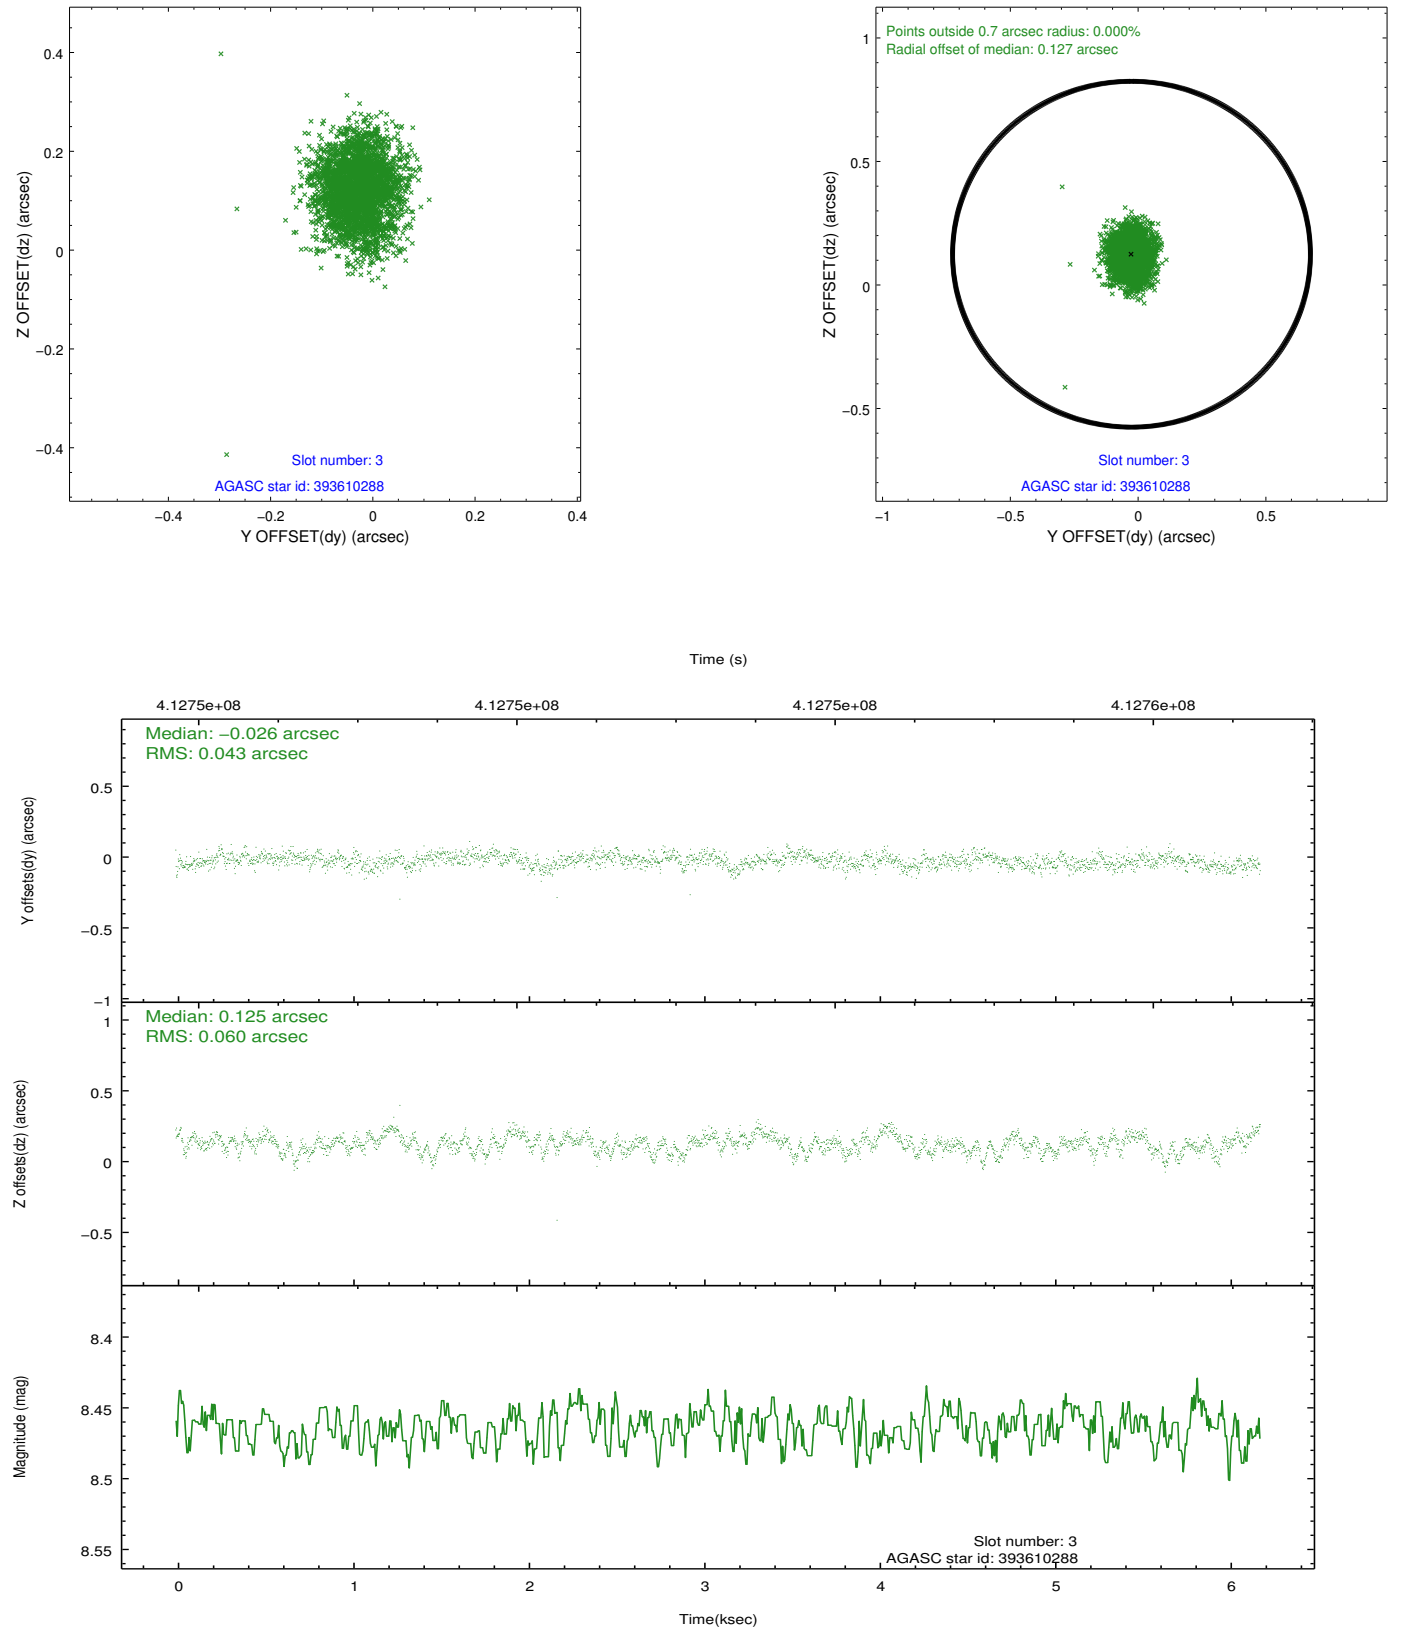 0.4
0.2
0
−0.2
−0.4
Z OFFSET(dz) (arcsec)
Slot number: 3
AGASC star id: 393610288
−0.4 −0.2 0 0.2 0.4
Y OFFSET(dy) (arcsec)
Points outside 0.7 arcsec radius: 0.000%
Radial offset of median: 0.127 arcsec
1
0.5
0
−0.5
Z OFFSET(dz) (arcsec)
Slot number: 3
AGASC star id: 393610288
−1 −0.5 0 0.5
Y OFFSET(dy) (arcsec)
Time (s)
4.1275e+08 4.1275e+08 4.1275e+08 4.1276e+08
Median: −0.026 arcsec
RMS: 0.043 arcsec
0.5
0
−0.5
−1
Y offsets(dy) (arcsec)
Median: 0.125 arcsec
RMS: 0.060 arcsec
1
0.5
0
−0.5
Z offsets(dz) (arcsec)
8.4
8.45
8.5
8.55
Magnitude (mag)
Slot number: 3
AGASC star id: 393610288
0 1 2 3 4 5 6
Time(ksec)